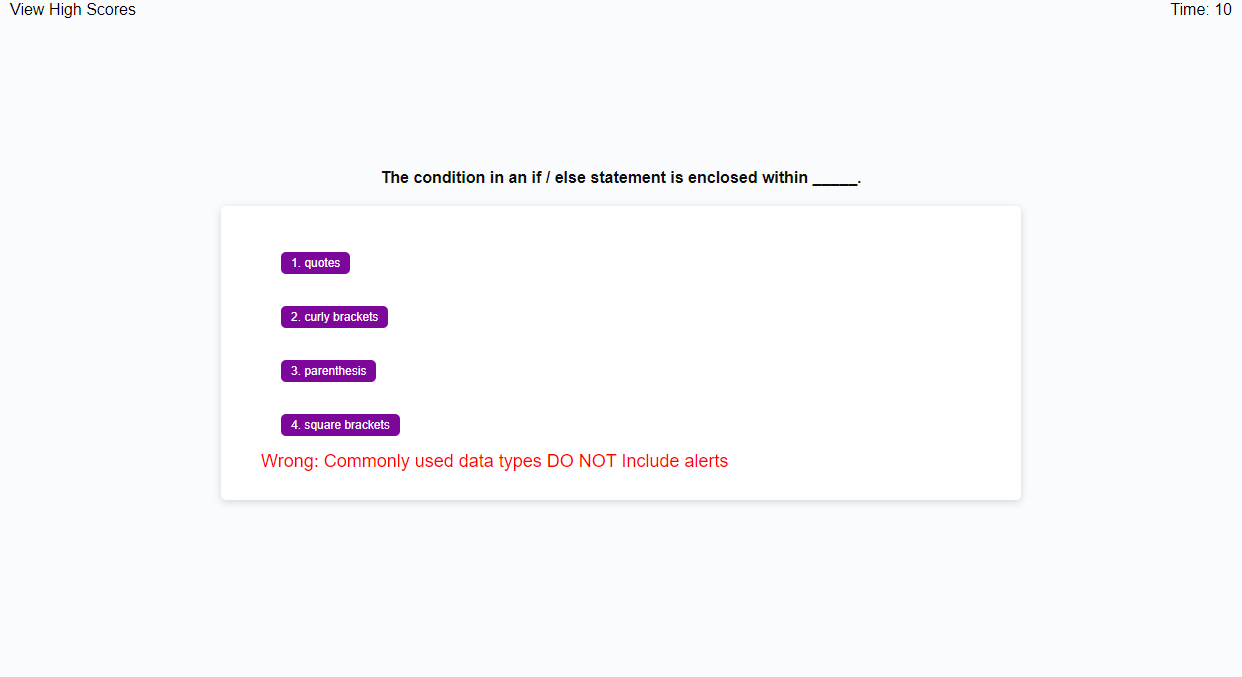 View High Scores
Time: 10
The condition in an if / else statement is enclosed within _____.
1. quotes
2. curly brackets
3. parenthesis
4. square brackets
Wrong: Commonly used data types DO NOT Include alerts